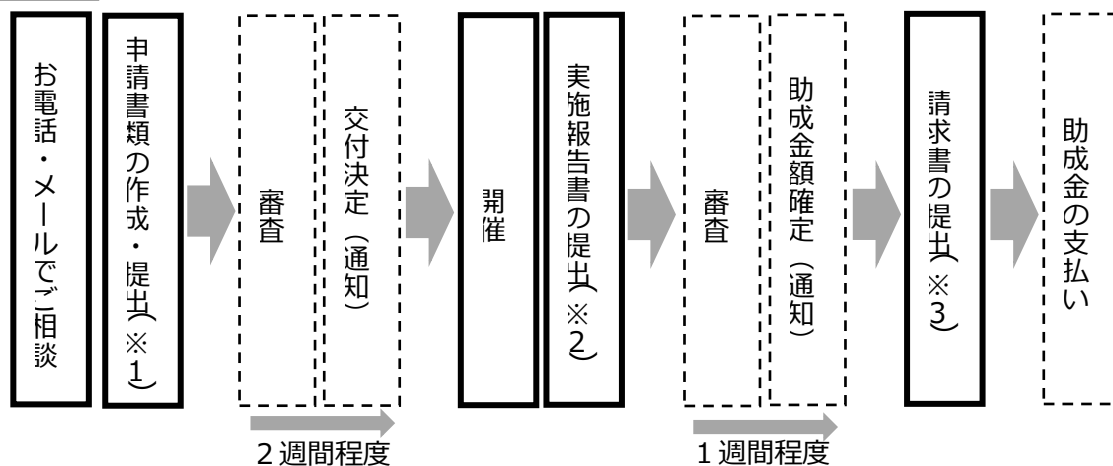 お電話・メールでご相談
申請書類の作成・提出（※１）
審査
交付決定（通知）
開催
実施報告書の提出（※２）
審査
助成金額確定（通知）
請求書の提出（※３）
助成金の支払い
２週間程度
１週間程度